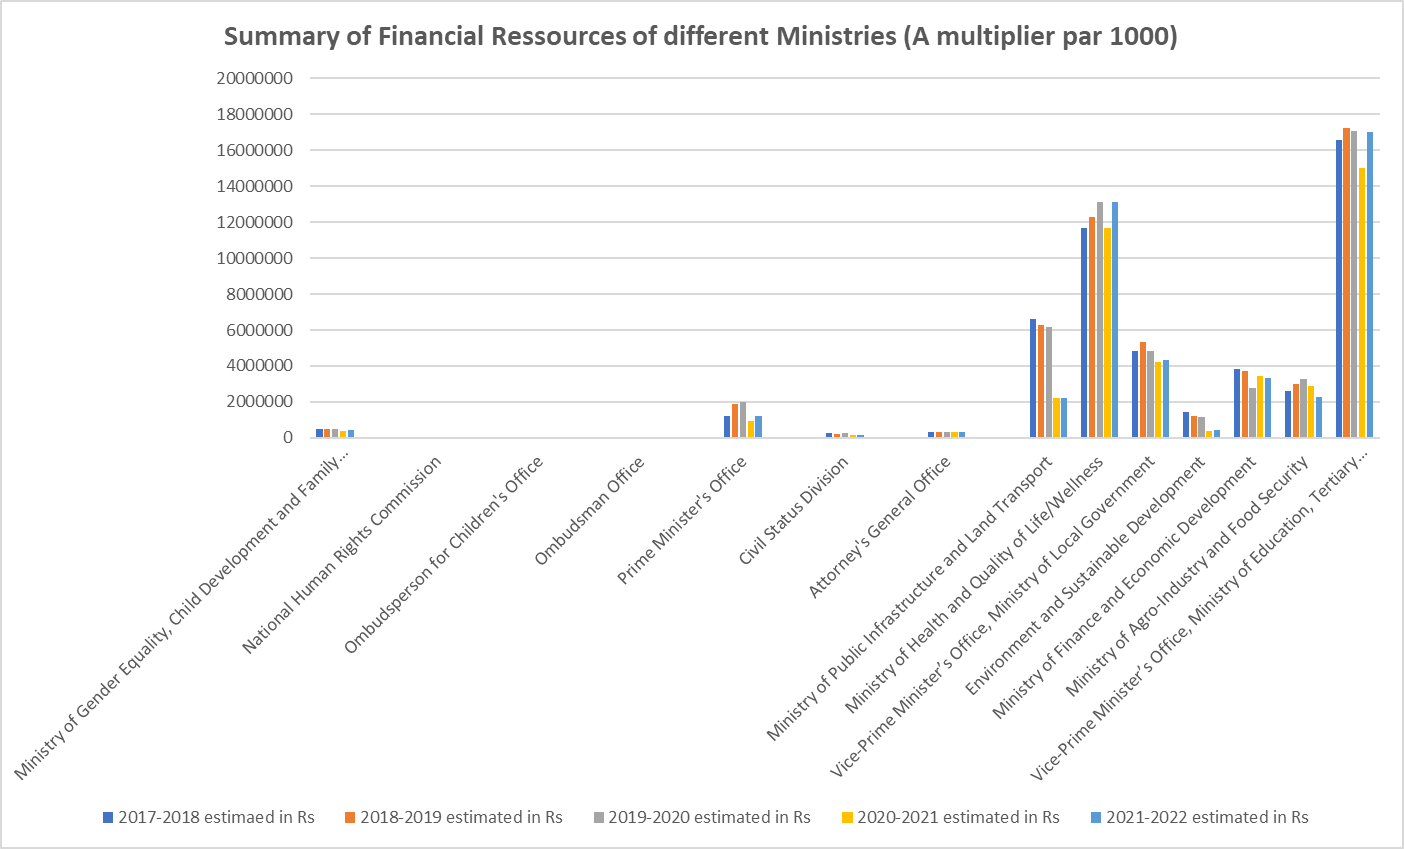 Summary of Financial Ressources of different Ministries (A multiplier par 1000)
20000000
18000000
16000000
14000000
12000000
10000000
8000000
6000000
4000000
2000000
0
Ministry of Gender Equality, Child Development and Family...
National Human Rights Commission
Ombudsperson for Children's Office
Ombudsman Office
Prime Minister's Office
Civil Status Division
Attorney's General Office
Ministry of Public Infrastructure and Land Transport
Ministry of Health and Quality of Life/Wellness
Vice-Prime Minister’s Office, Ministry of Local Government
Environment and Sustainable Development
Ministry of Finance and Economic Development
Ministry of Agro-Industry and Food Security
Vice-Prime Minister’s Office, Ministry of Education, Tertiary...
2017-2018 estimaed in Rs
2018-2019 estimated in Rs
2019-2020 estimated in Rs
2020-2021 estimated in Rs
2021-2022 estimated in Rs